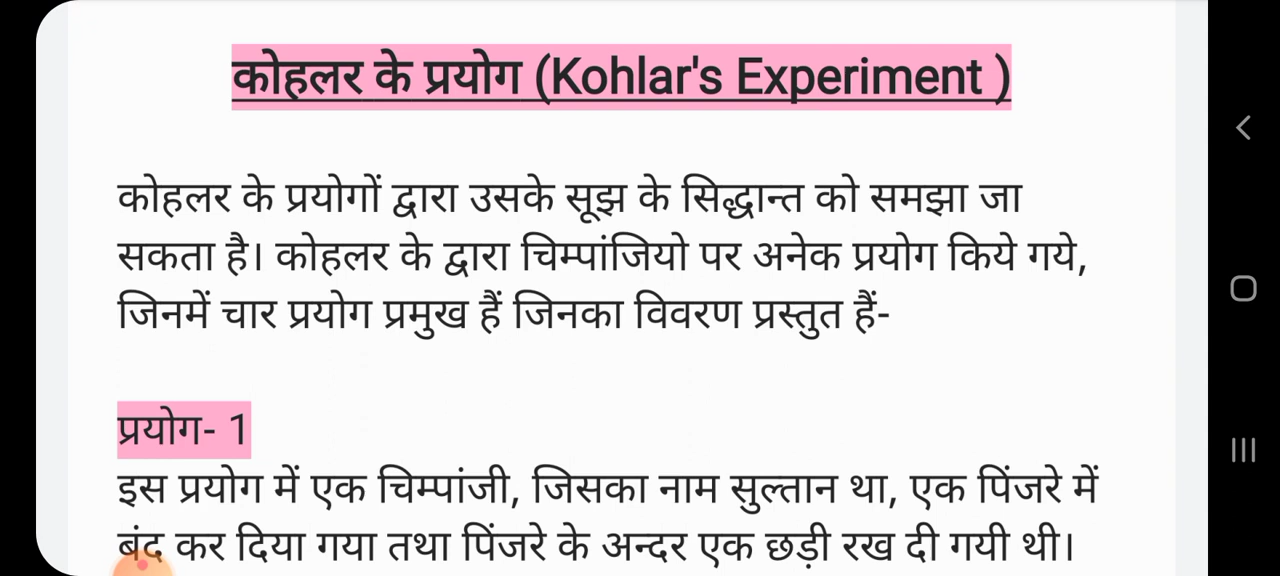 कोहलर के प्रयोग (Kohlar's Experiment )
कोहलर के प्रयोगों द्वारा उसके सूझ के सिद्धान्त को समझा जा
सकता है। कोहलर के द्वारा चिम्पांजियो पर अनेक प्रयोग किये गये,
जिनमें चार प्रयोग प्रमुख हैं जिनका विवरण प्रस्तुत हैं-
प्रयोग- 1
इस प्रयोग में एक चिम्पांजी, जिसका नाम सुल्तान था, एक पिंजरे में
बंद कर दिया गया तथा पिंजरे के अन्दर एक छड़ी रख दी गयी थी।